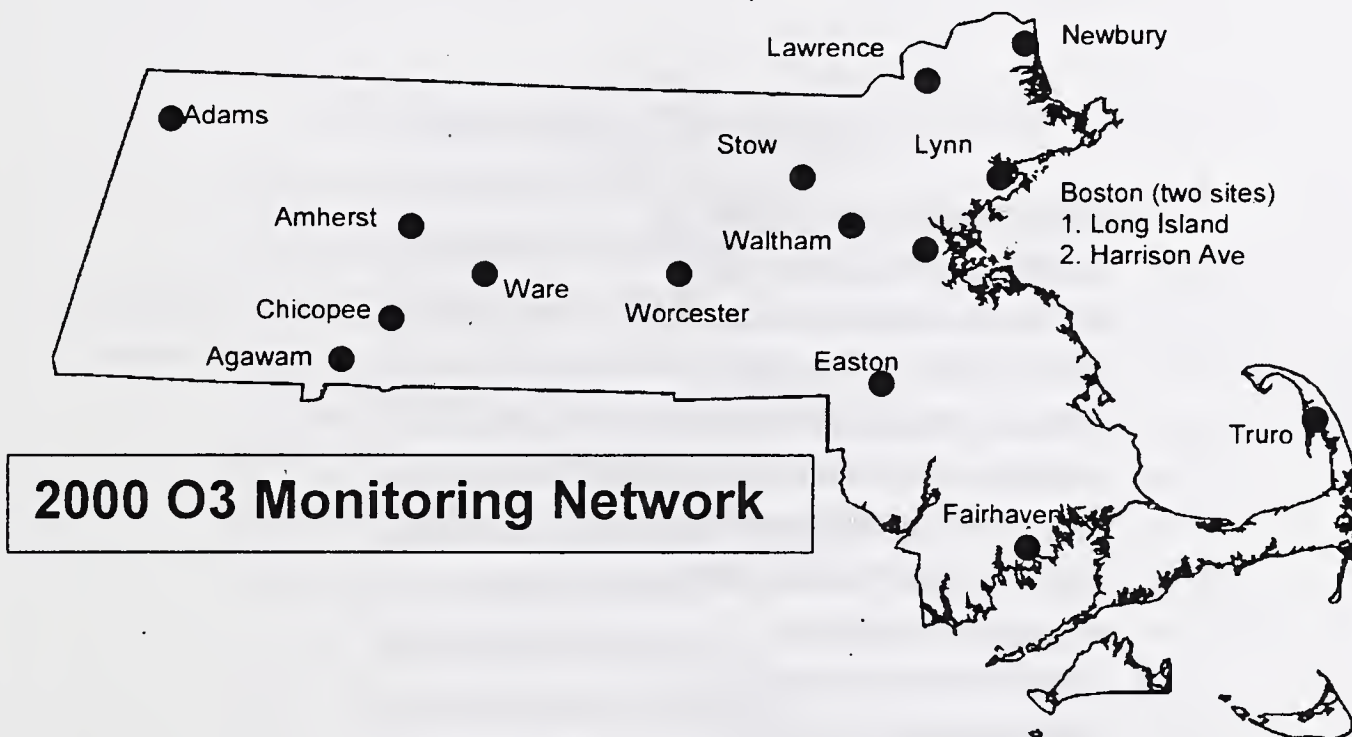 Lawrence
Newbury
Adams
Stow
Lynn
Boston (two sites)
1. Long Island
2. Harrison Ave
Amherst
Waltham
Ware
Worcester
Chicopee
Agawam
Easton
Truro
2000 O3 Monitoring Network
Fairhaven